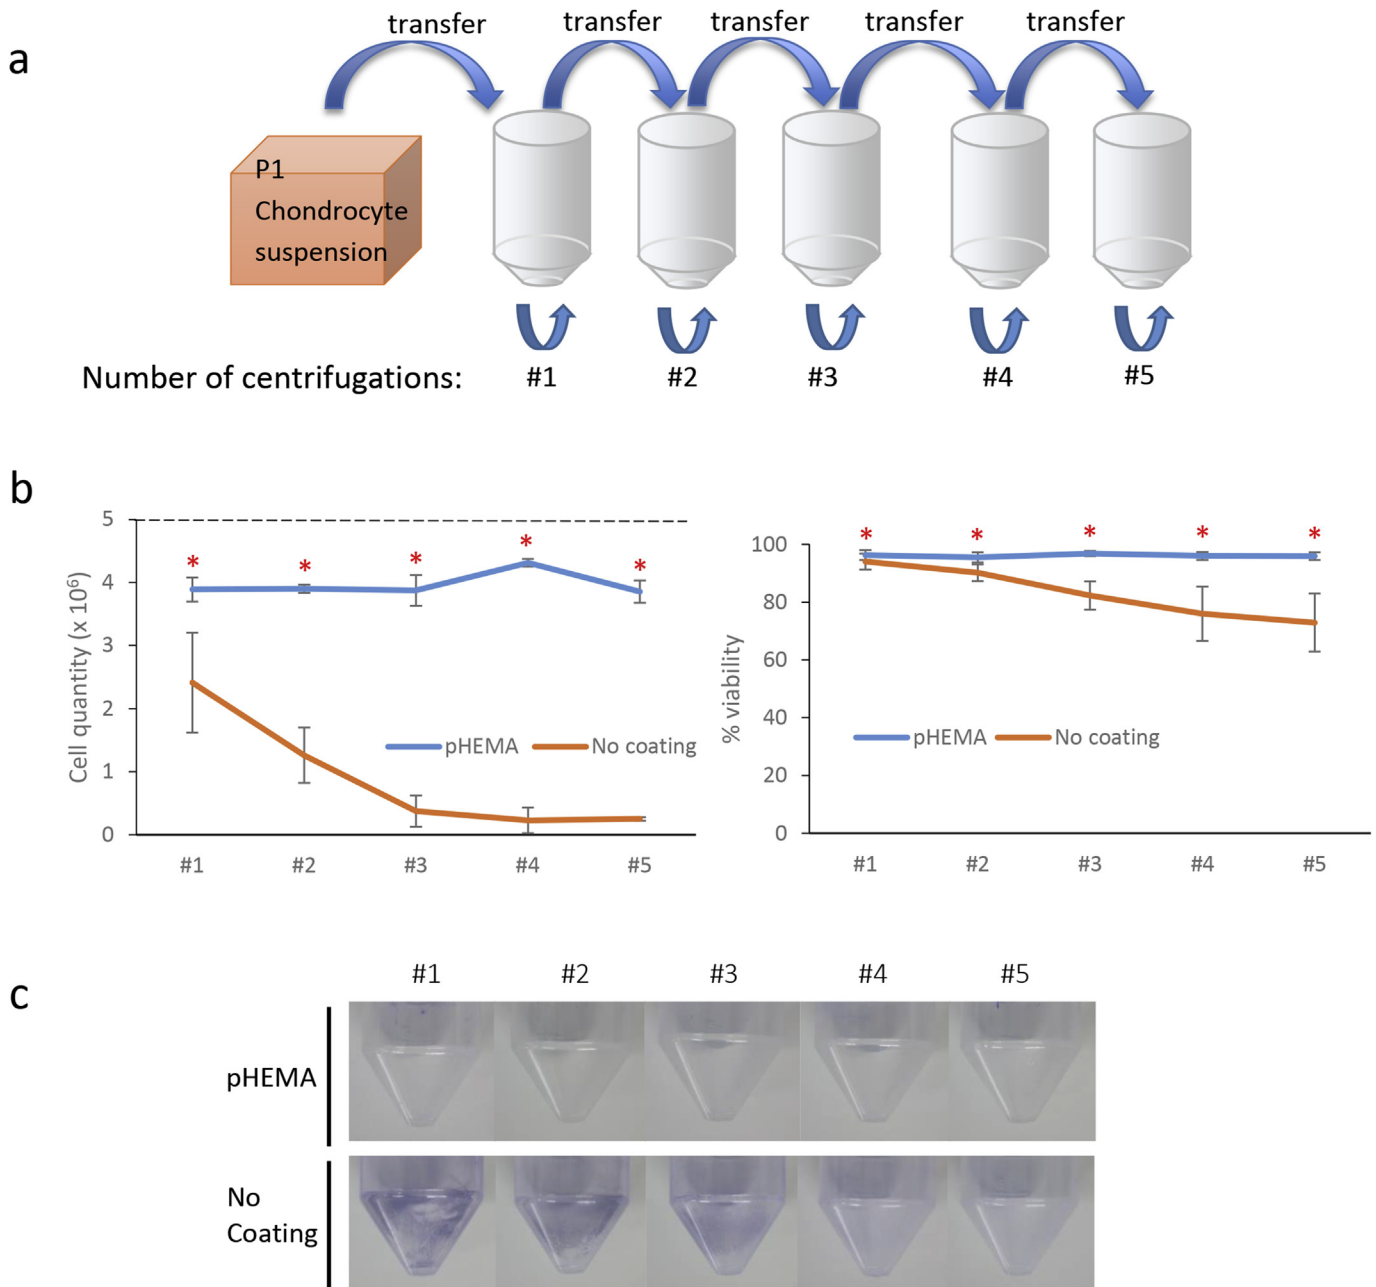 a
transfer transfer transfer transfer transfer
P1
Chondrocyte
suspension
Number of centrifugations: #1 #2 #3 #4 #5
b
5
4
3
2
1
0
Cell quantity (x 10⁶)
* * * * *
pHEMA No coating
#1 #2 #3 #4 #5
100
80
60
40
20
0
% viability
* * * * *
pHEMA No coating
#1 #2 #3 #4 #5
c
#1 #2 #3 #4 #5
pHEMA
No
Coating